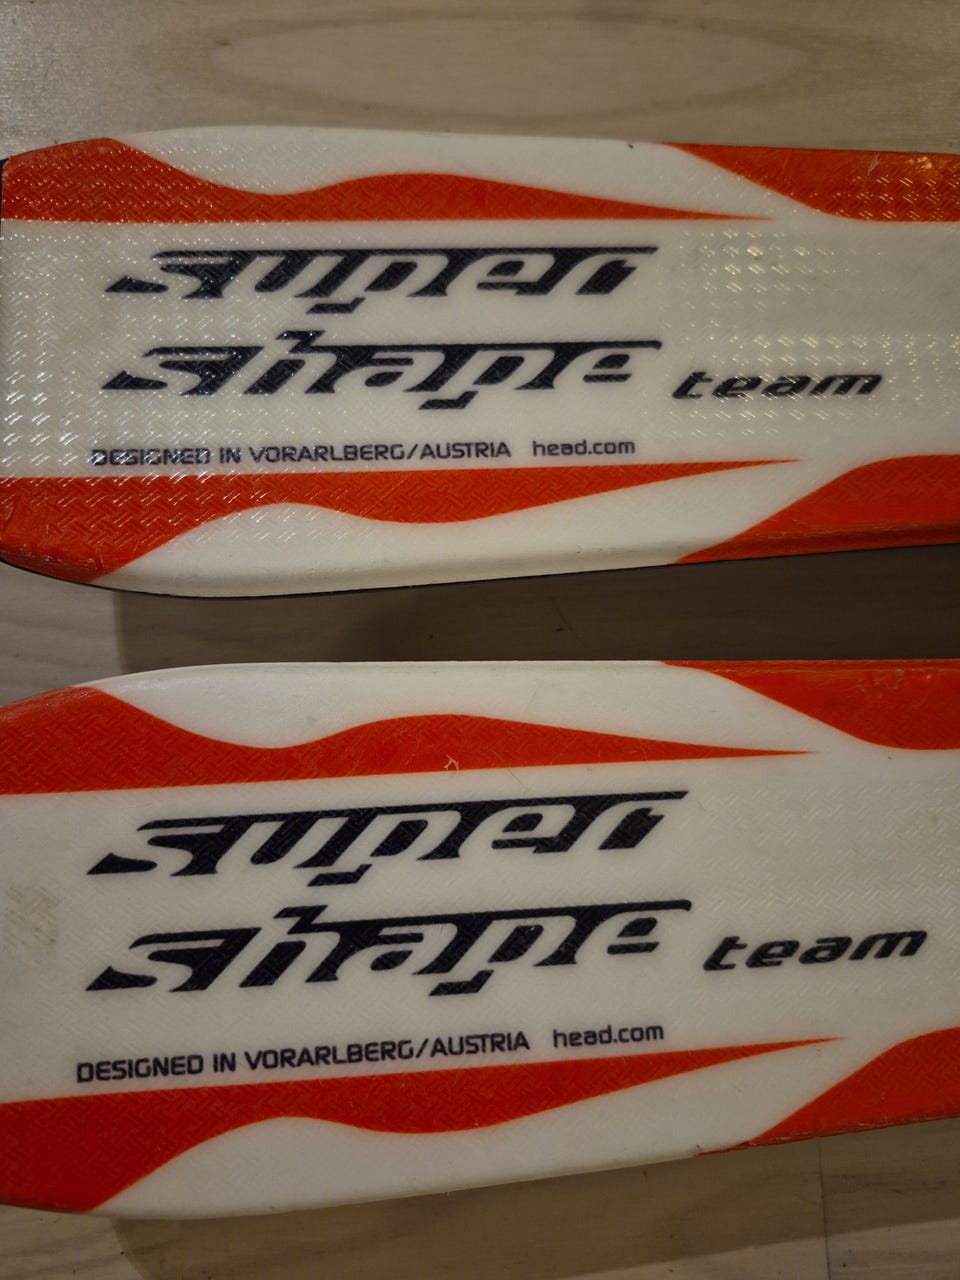 super
shape team
DESIGNED IN VORARLBERG/AUSTRIA head.com
super
shape team
DESIGNED IN VORARLBERG/AUSTRIA head.com